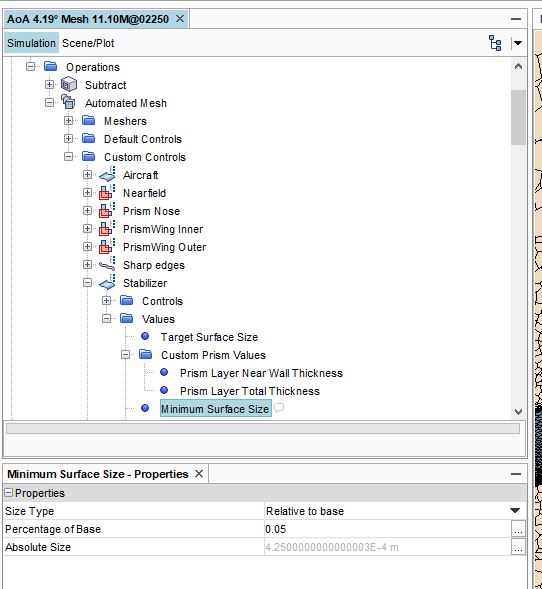 AoA 4.19° Mesh 11.10M@02250
Simulation Scene/Plot
Operations
Subtract
Automated Mesh
Meshers
Default Controls
Custom Controls
Aircraft
Nearfield
Prism Nose
PrismWing Inner
PrismWing Outer
Sharp edges
Stabilizer
Controls
Values
Target Surface Size
Custom Prism Values
Prism Layer Near Wall Thickness
Prism Layer Total Thickness
Minimum Surface Size
Minimum Surface Size - Properties
Properties
Size Type Relative to base
Percentage of Base 0.05 ...
Absolute Size 4.2500000000000003E-4 m ...